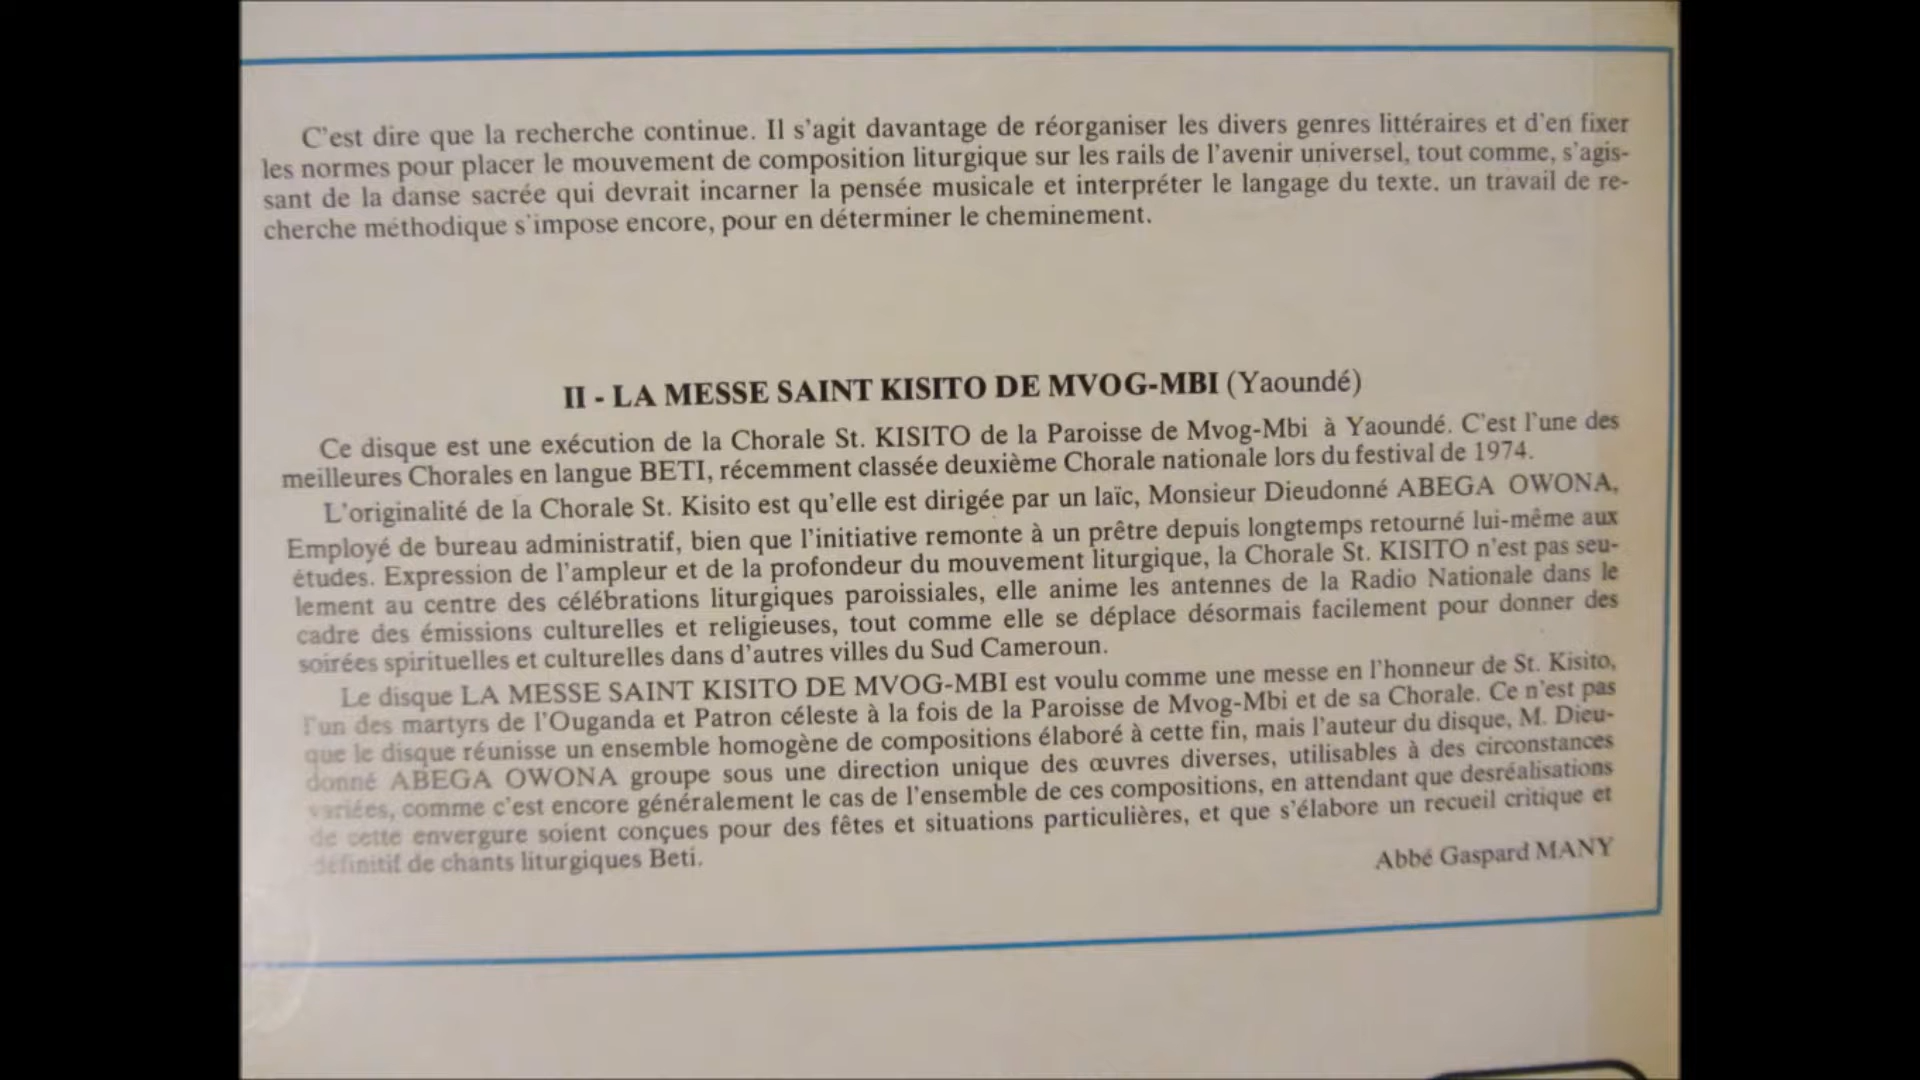 C'est dire que la recherche continue. Il s'agit davantage de réorganiser les divers genres littéraires et d'en fixer
les normes pour placer le mouvement de composition liturgique sur les rails de l'avenir universel, tout comme, s'agis-
sant de la danse sacrée qui devrait incarner la pensée musicale et interpréter le langage du texte. un travail de re-
cherche méthodique s'impose encore, pour en déterminer le cheminement.
II - LA MESSE SAINT KISITO DE MVOG-MBI (Yaoundé)
Ce disque est une exécution de la Chorale St. KISITO de la Paroisse de Mvog-Mbi à Yaoundé. C'est l'une des
meilleures Chorales en langue BETI, récemment classée deuxième Chorale nationale lors du festival de 1974.
L'originalité de la Chorale St. Kisito est qu'elle est dirigée par un laïc, Monsieur Dieudonné ABEGA OWONA,
Employé de bureau administratif, bien que l'initiative remonte à un prêtre depuis longtemps retourné lui-même aux
études. Expression de l'ampleur et de la profondeur du mouvement liturgique, la Chorale St. KISITO n'est pas seu-
lement au centre des célébrations liturgiques paroissiales, elle anime les antennes de la Radio Nationale dans le
cadre des émissions culturelles et religieuses, tout comme elle se déplace désormais facilement pour donner des
soirées spirituelles et culturelles dans d'autres villes du Sud Cameroun.
Le disque LA MESSE SAINT KISITO DE MVOG-MBI est voulu comme une messe en l'honneur de St. Kisito,
l'un des martyrs de l'Ouganda et Patron céleste à la fois de la Paroisse de Mvog-Mbi et de sa Chorale. Ce n'est pas
que le disque réunisse un ensemble homogène de compositions élaboré à cette fin, mais l'auteur du disque, M. Dieu-
donné ABEGA OWONA groupe sous une direction unique des œuvres diverses, utilisables à des circonstances
variées, comme c'est encore généralement le cas de l'ensemble de ces compositions, en attendant que desréalisations
de cette envergure soient conçues pour des fêtes et situations particulières, et que s'élabore un recueil critique et
définitif de chants liturgiques Beti.
Abbé Gaspard MANY